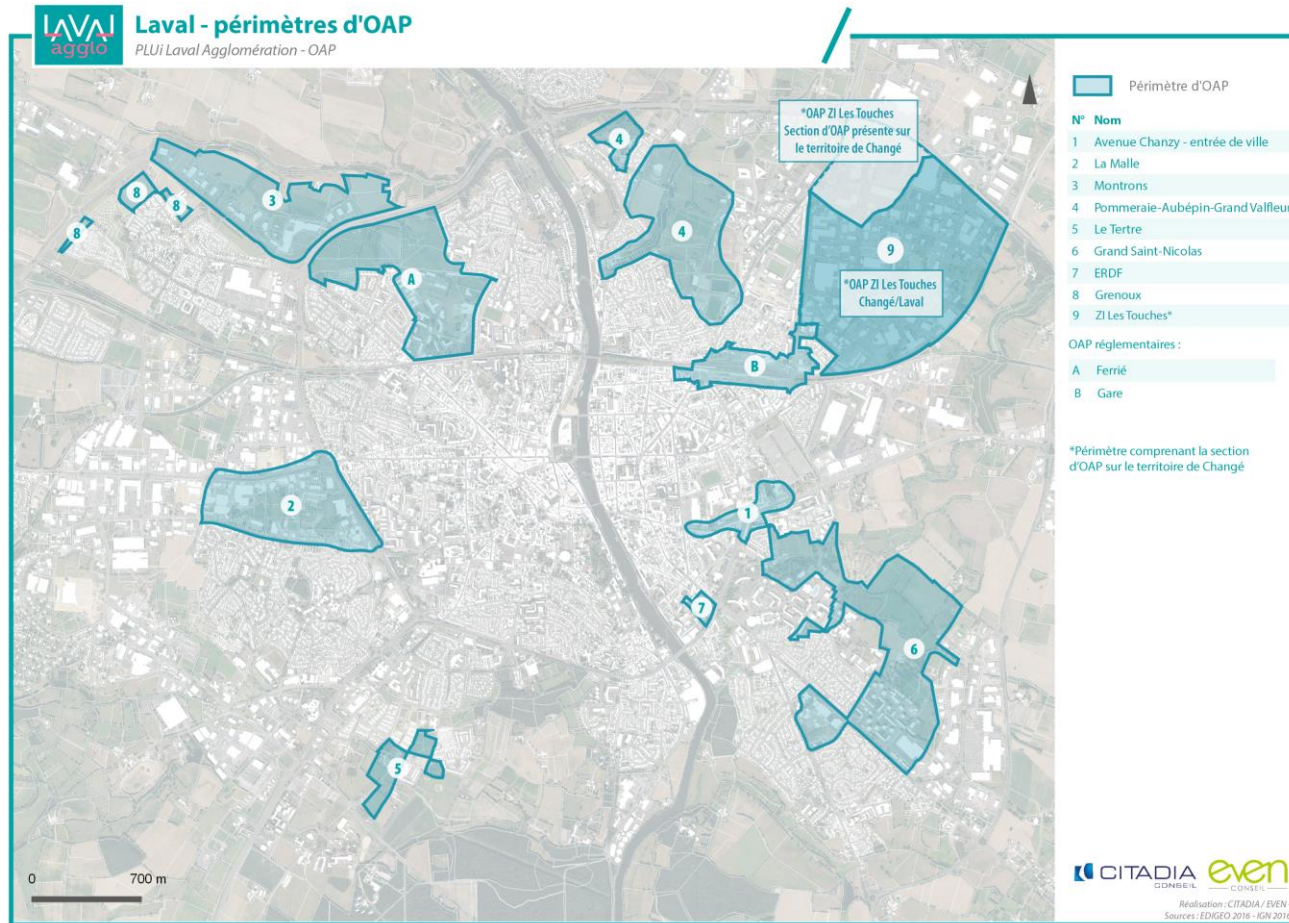 LAVAL
agglo
Laval - périmètres d'OAP
PLUi Laval Agglomération - OAP
*OAP ZI Les Touches
Section d'OAP présente sur
le territoire de Changé
4
8
8
3
8
4
A
9
*OAP ZI Les Touches
Changé/Laval
B
2
1
7
6
5
0 700 m
Périmètre d'OAP
N° Nom
1 Avenue Chanzy - entrée de ville
2 La Malle
3 Montrons
4 Pommeraie-Aubépin-Grand Valfleur
5 Le Tertre
6 Grand Saint-Nicolas
7 ERDF
8 Grenoux
9 ZI Les Touches*
OAP réglementaires :
A Ferrié
B Gare
*Périmètre comprenant la section
d'OAP sur le territoire de Changé
CITADIA
CONSEIL
even
CONSEIL
Réalisation : CITADIA / EVEN
Sources : EDIGEO 2016 - IGN 2016